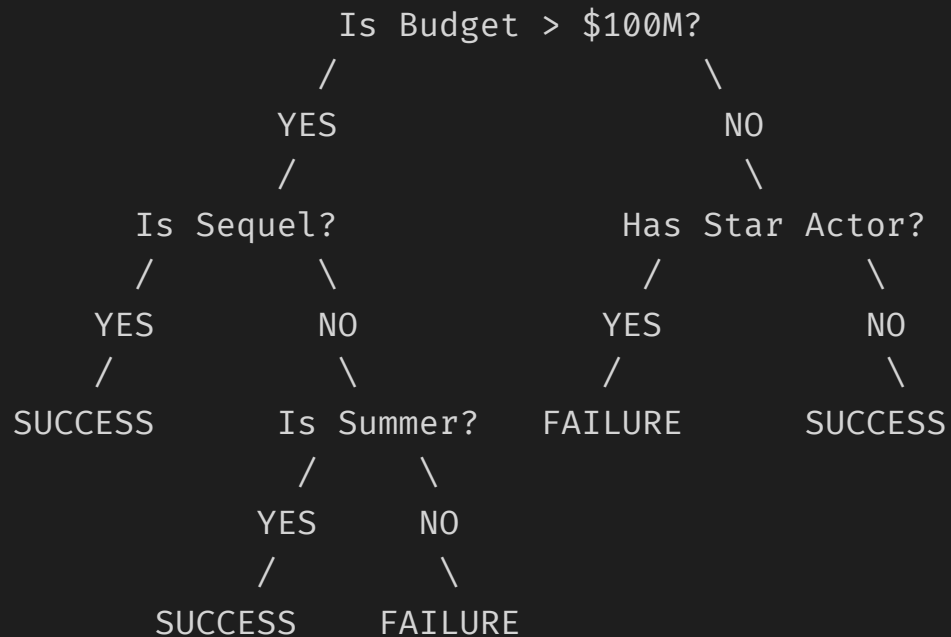 Is Budget > $100M?
/ \
YES NO
/ \
Is Sequel? Has Star Actor?
/ \ / \
YES NO YES NO
/ \ / \
SUCCESS Is Summer? FAILURE SUCCESS
/ \
YES NO
/ \
SUCCESS FAILURE